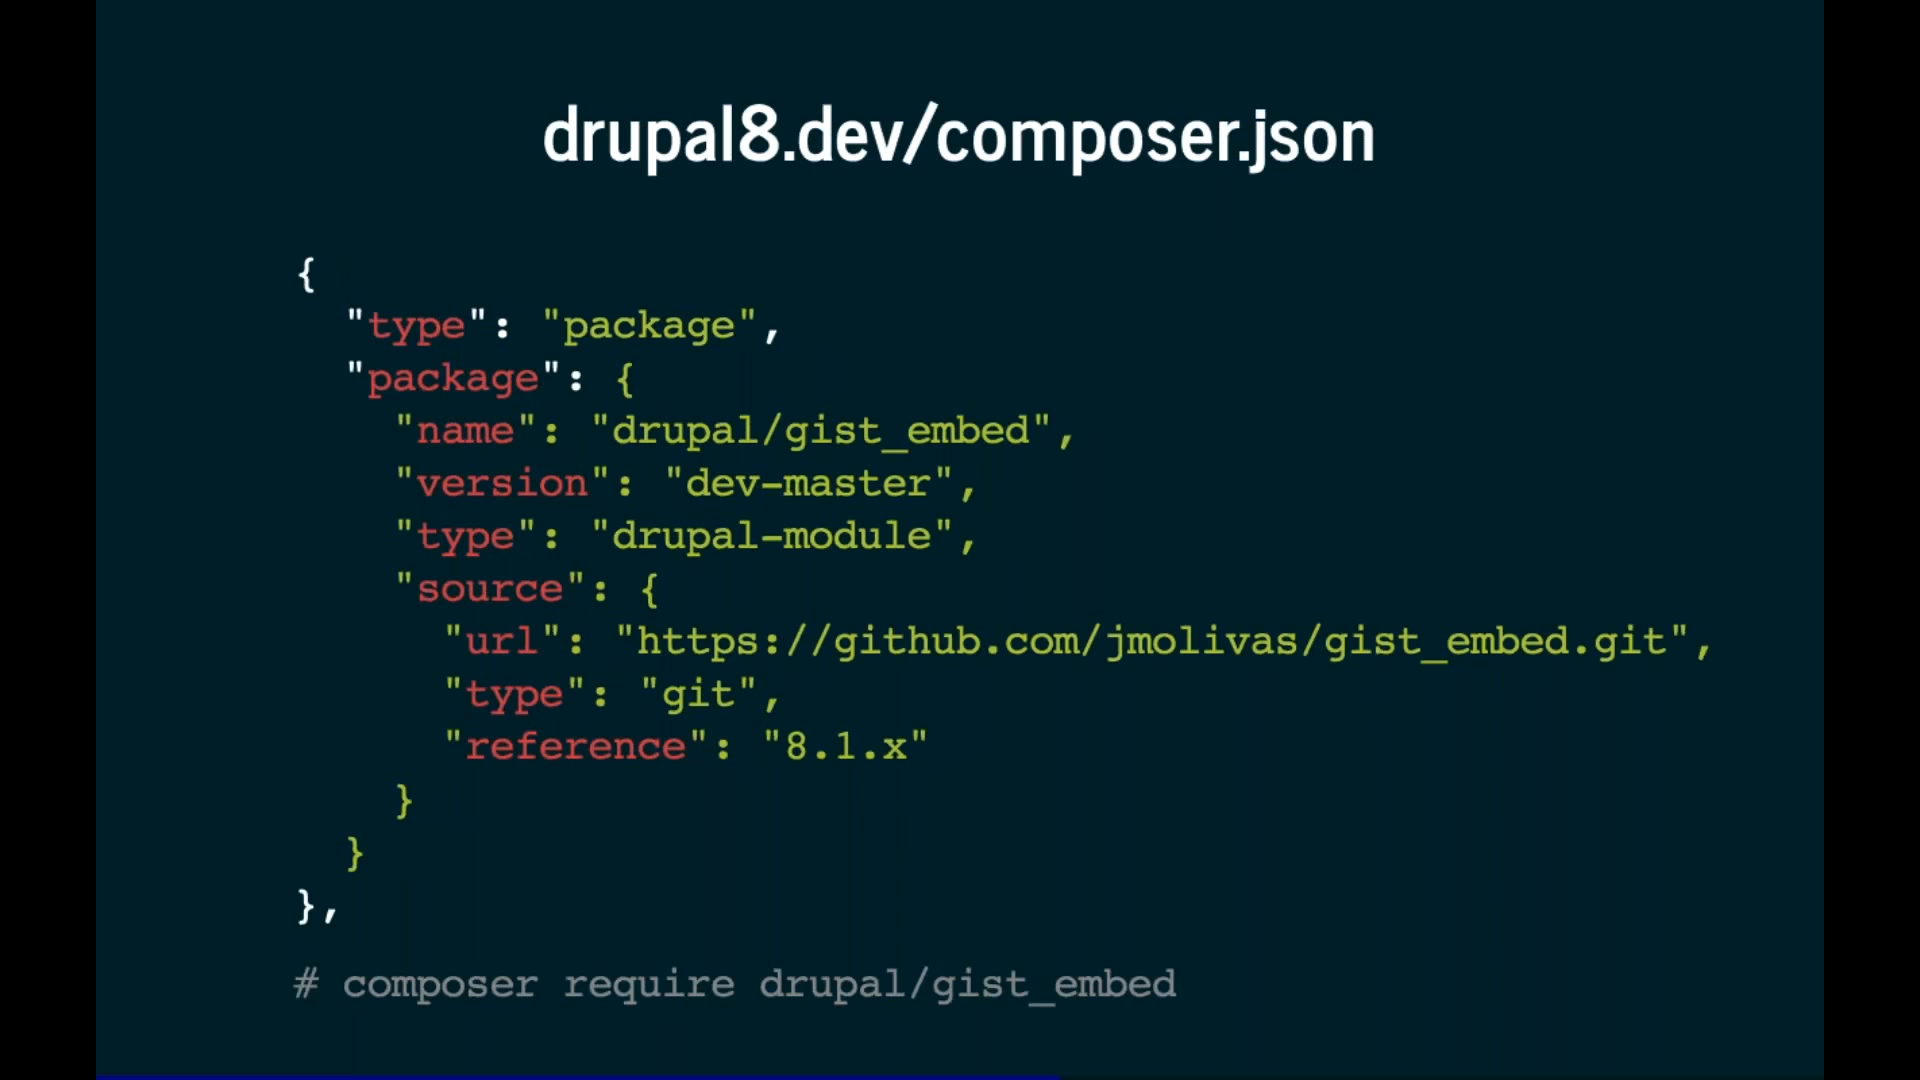 drupal8.dev/composer.json
{
"type": "package",
"package": {
"name": "drupal/gist_embed",
"version": "dev-master",
"type": "drupal-module",
"source": {
"url": "https://github.com/jmolivas/gist_embed.git",
"type": "git",
"reference": "8.1.x"
}
}
},
# composer require drupal/gist_embed